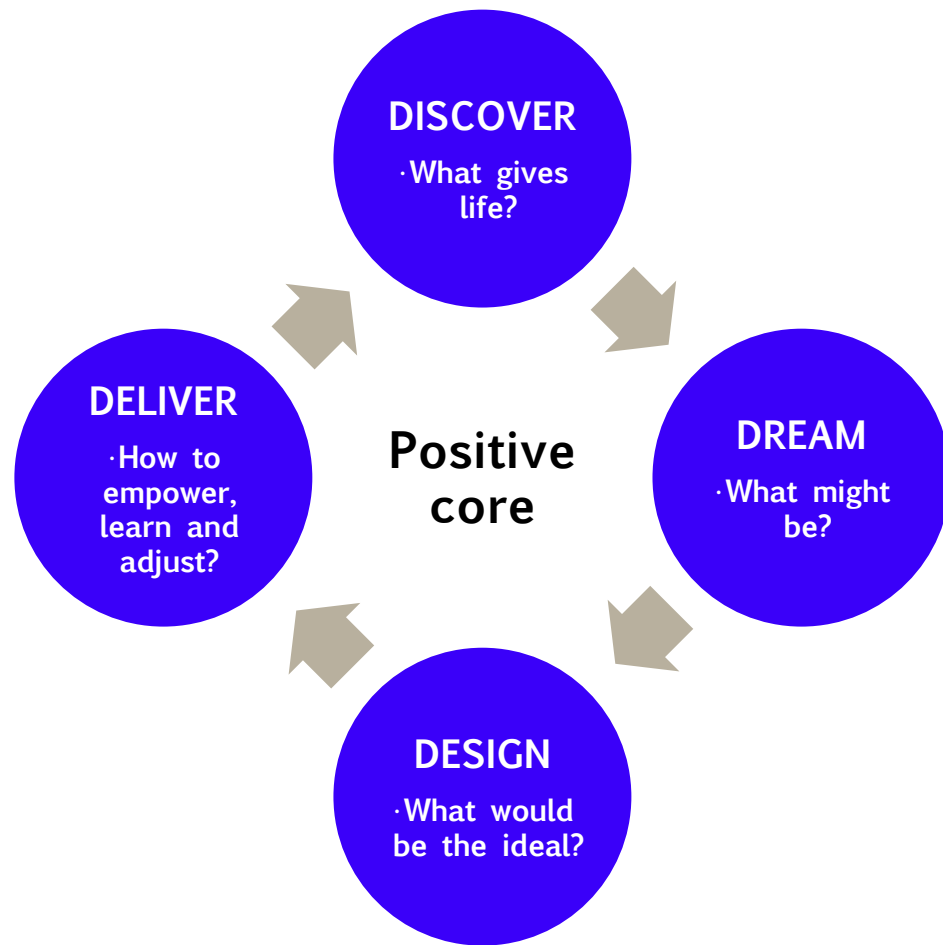 DISCOVER
·What gives
life?
DREAM
·What might
be?
DESIGN
·What would
be the ideal?
DELIVER
·How to
empower,
learn and
adjust?
Positive
core